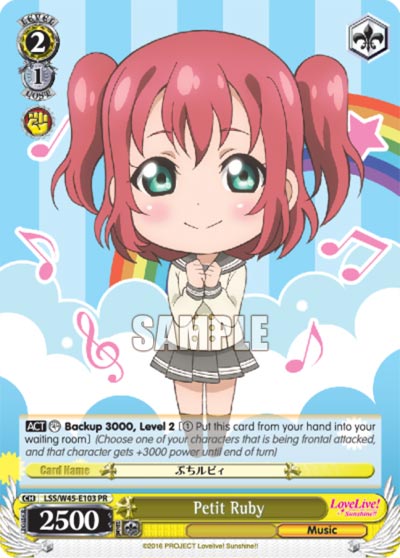 LEVEL
2
1
COST
SAMPLE
ACT Backup 3000, Level 2 [① Put this card from your hand into your
waiting room] (Choose one of your characters that is being frontal attacked,
and that character gets +3000 power until end of turn)
Card Name ぷちルビィ
CH LSS/W45-E103 PR
2500
Petit Ruby
LoveLive!
Sunshine!!
Music
©2016 PROJECT Lovelive! Sunshine!!